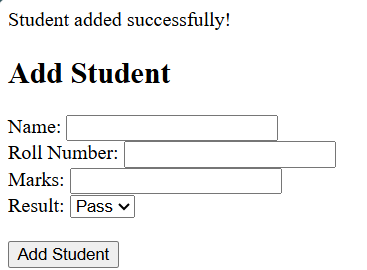 Student added successfully!
Add Student
Name:
Roll Number:
Marks:
Result: Pass
Add Student